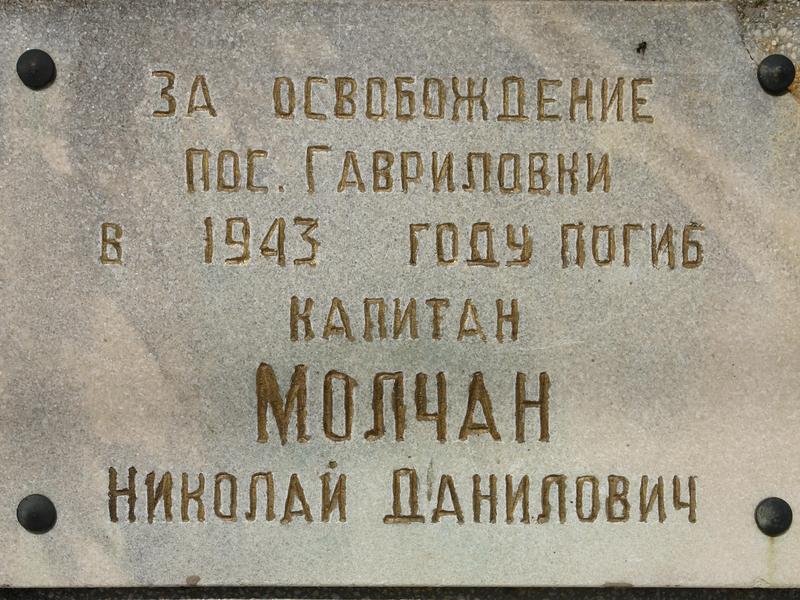 ЗА ОСВОБОЖДЕНИЕ
ПОС. ГАВРИЛОВКИ
В 1943 ГОДУ ПОГИБ
КАПИТАН
МОЛЧАН
НИКОЛАЙ ДАНИЛОВИЧ